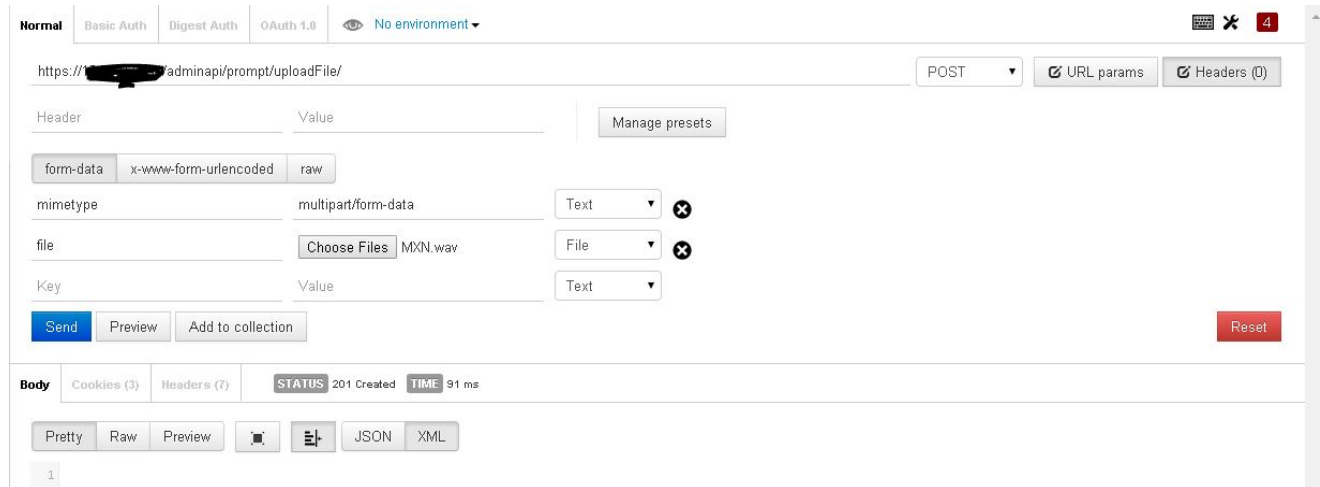 Normal Basic Auth Digest Auth OAuth 1.0 No environment 4
https:// /adminapi/prompt/uploadFile/ POST URL params Headers (0)
Header Value Manage presets
form-data x-www-form-urlencoded raw
mimetype multipart/form-data Text
file Choose Files MXN.wav File
Key Value Text
Send Preview Add to collection Reset
Body Cookies (3) Headers (7) STATUS 201 Created TIME 91 ms
Pretty Raw Preview JSON XML
1